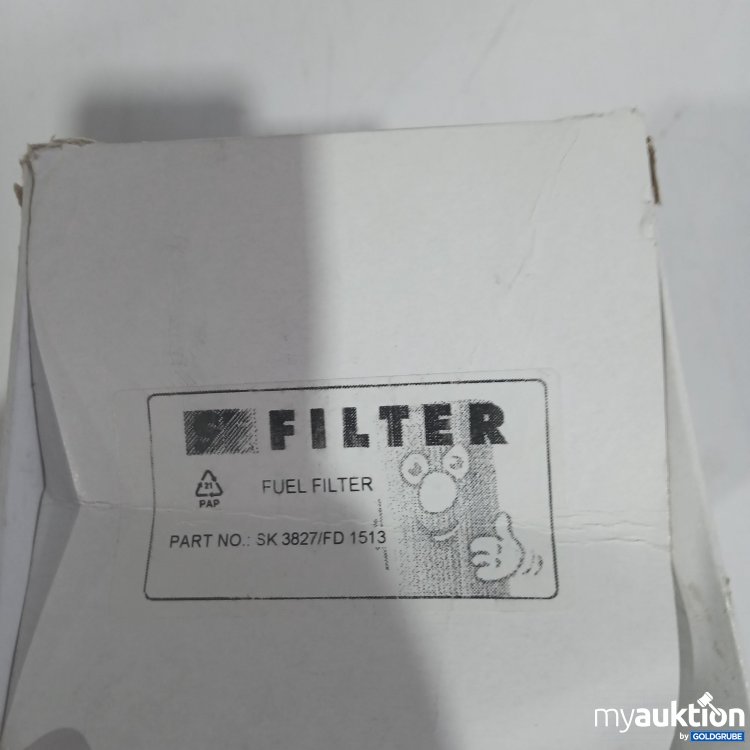 FILTER
21
PAP
FUEL FILTER
PART NO.: SK 3827/FD 1513
myauktion
by GOLDGRUBE